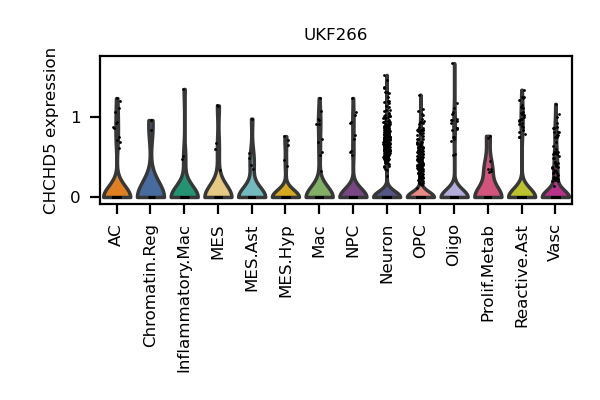 UKF266
CHCHD5 expression
1
0
AC
Chromatin.Reg
Inflammatory.Mac
MES
MES.Ast
MES.Hyp
Mac
NPC
Neuron
OPC
Oligo
Prolif.Metab
Reactive.Ast
Vasc